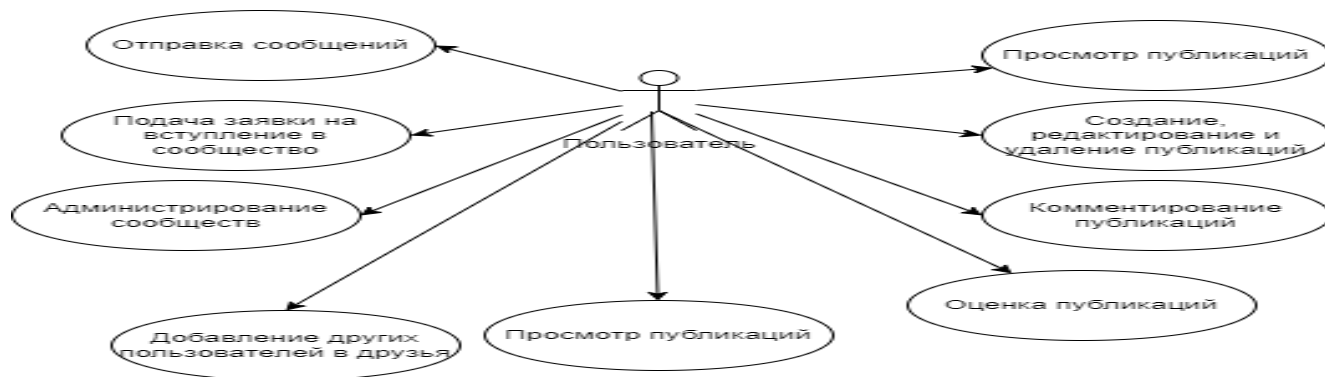 Отправка сообщений
Просмотр публикаций
Подача заявки на
вступление в
сообщество
Пользователь
Создание,
редактирование и
удаление публикаций
Администрирование
сообществ
Комментирование
публикаций
Оценка публикаций
Добавление других
пользователей в друзья
Просмотр публикаций